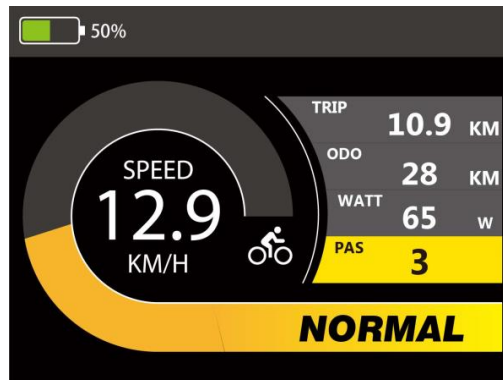 50%
SPEED
12.9
KM/H
TRIP
10.9 KM
ODO
28 KM
WATT
65 W
PAS
3
NORMAL